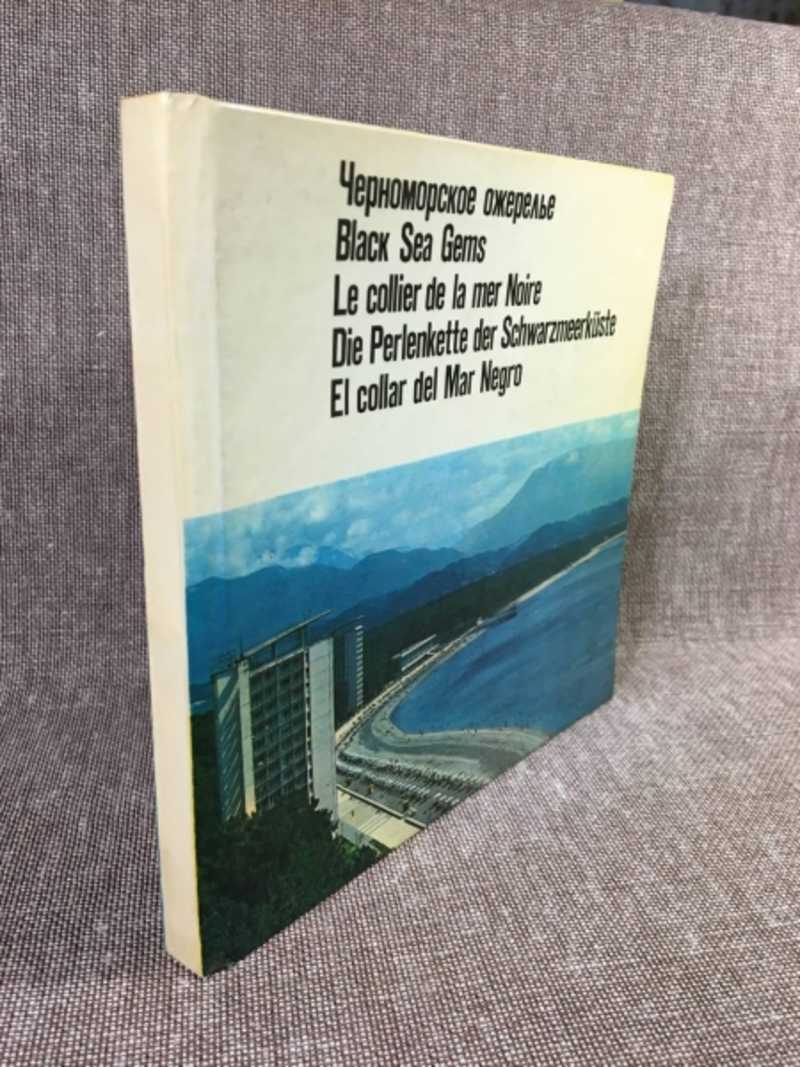 Черноморское ожерелье
Black Sea Gems
Le collier de la mer Noire
Die Perlenkette der Schwarzmeerküste
El collar del Mar Negro